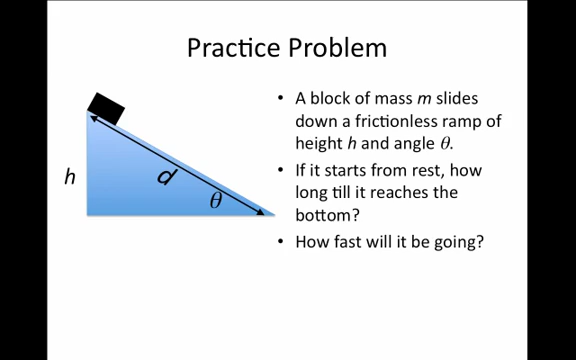 Practice Problem
h
d
θ
• A block of mass m slides
down a frictionless ramp of
height h and angle θ.
• If it starts from rest, how
long till it reaches the
bottom?
• How fast will it be going?